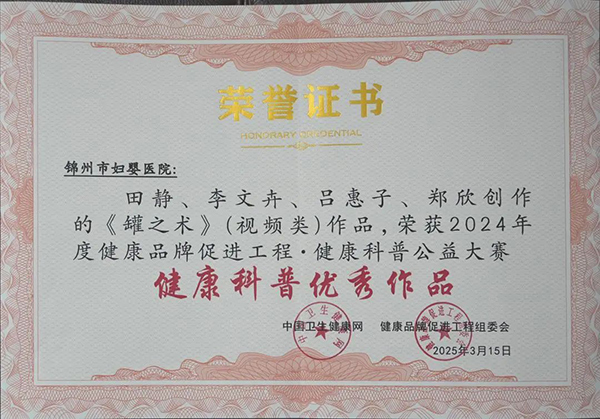 荣誉证书
HONORARY CREDENTIAL
锦州市妇婴医院:
田静、李文卉、吕惠子、郑欣创作
的《罐之术》(视频类)作品,荣获2024年
度健康品牌促进工程·健康科普公益大赛
健康科普优秀作品
中国卫生健康网 健康品牌促进工程组委会
2025年3月15日